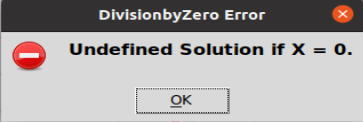 DivisionbyZero Error
Undefined Solution if X = 0.
OK